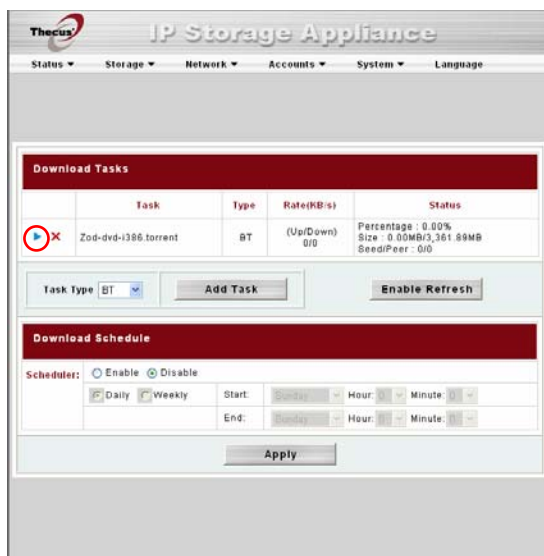 Thecus IP Storage Appliance
Status Storage Network Accounts System Language
Download Tasks
Task Type Rate(KB/s) Status
Zod-dvd-i386.torrent BT (Up/Down) 0/0 Percentage : 0.00%
Size : 0.00MB/3,361.89MB
Seed/Peer : 0/0
Task Type BT Add Task Enable Refresh
Download Schedule
Scheduler: Enable Disable
Daily Weekly Start: Sunday Hour: 0 Minute: 0
End: Sunday Hour: 0 Minute: 0
Apply